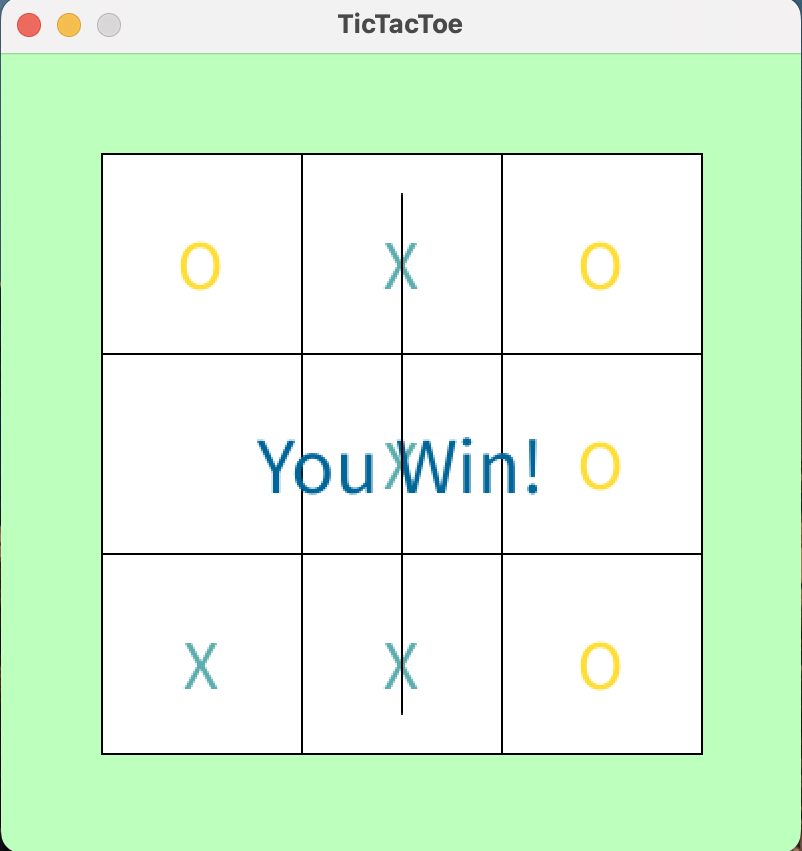 TicTacToe
O X O
X O
You Win!
X X O